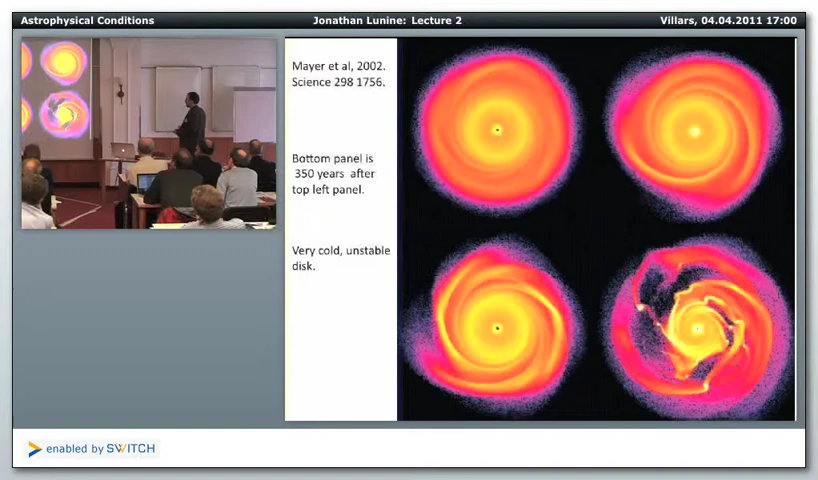 Astrophysical Conditions
Jonathan Lunine: Lecture 2
Villars, 04.04.2011 17:00
Mayer et al, 2002.
Science 298 1756.
Bottom panel is
350 years after
top left panel.
Very cold, unstable
disk.
enabled by SWITCH